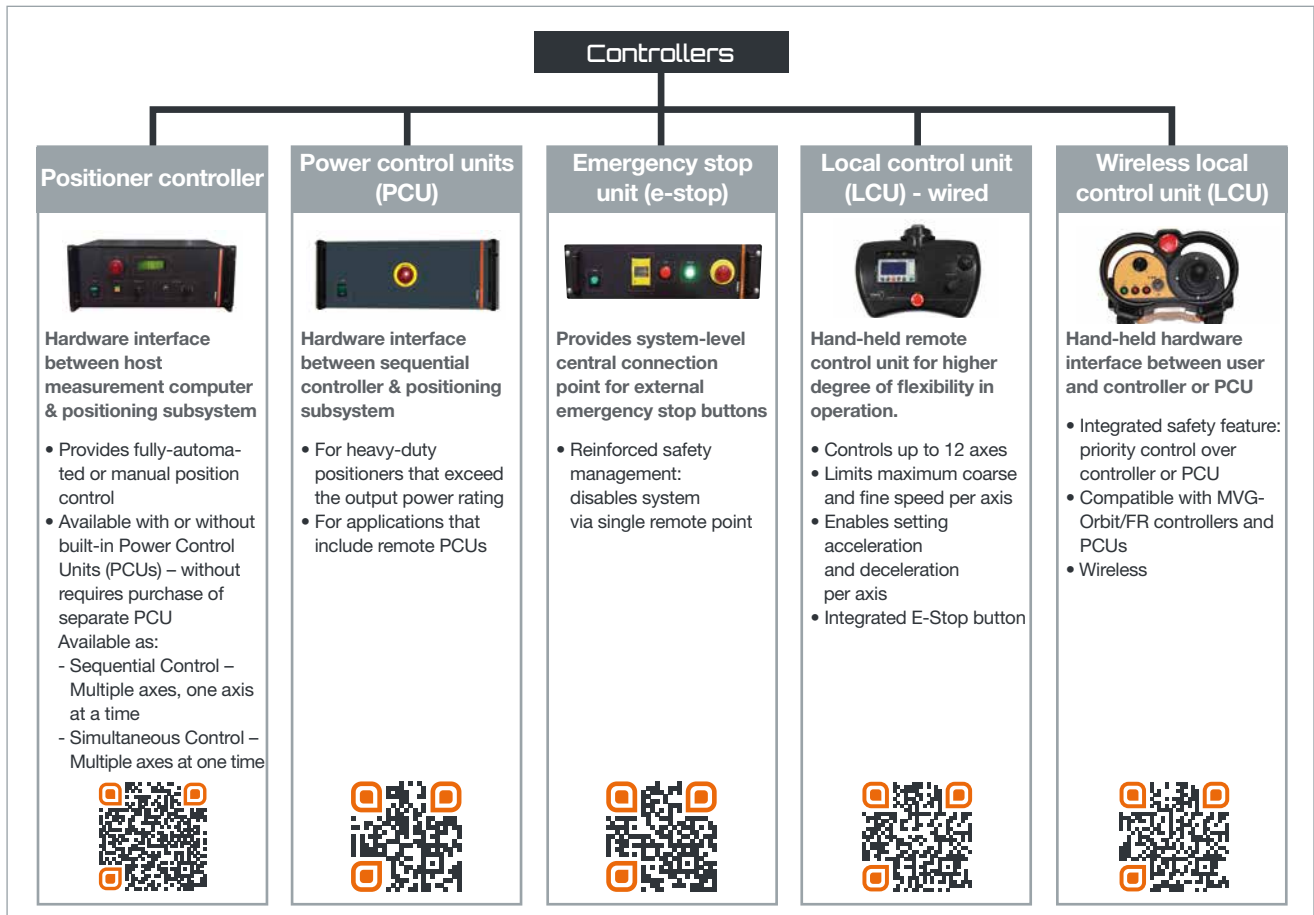 Controllers
Positioner controller
Hardware interface
between host
measurement computer
& positioning subsystem
• Provides fully-automa-
ted or manual position
control
• Available with or without
built-in Power Control
Units (PCUs) – without
requires purchase of
separate PCU
Available as:
- Sequential Control –
Multiple axes, one axis
at a time
- Simultaneous Control –
Multiple axes at one time
Power control units
(PCU)
Hardware interface
between sequential
controller & positioning
subsystem
• For heavy-duty
positioners that exceed
the output power rating
• For applications that
include remote PCUs
Emergency stop
unit (e-stop)
Provides system-level
central connection
point for external
emergency stop buttons
• Reinforced safety
management:
disables system
via single remote point
Local control unit
(LCU) - wired
Hand-held remote
control unit for higher
degree of flexibility in
operation.
• Controls up to 12 axes
• Limits maximum coarse
and fine speed per axis
• Enables setting
acceleration
and deceleration
per axis
• Integrated E-Stop button
Wireless local
control unit (LCU)
Hand-held hardware
interface between user
and controller or PCU
• Integrated safety feature:
priority control over
controller or PCU
• Compatible with MVG-
Orbit/FR controllers and
PCUs
• Wireless